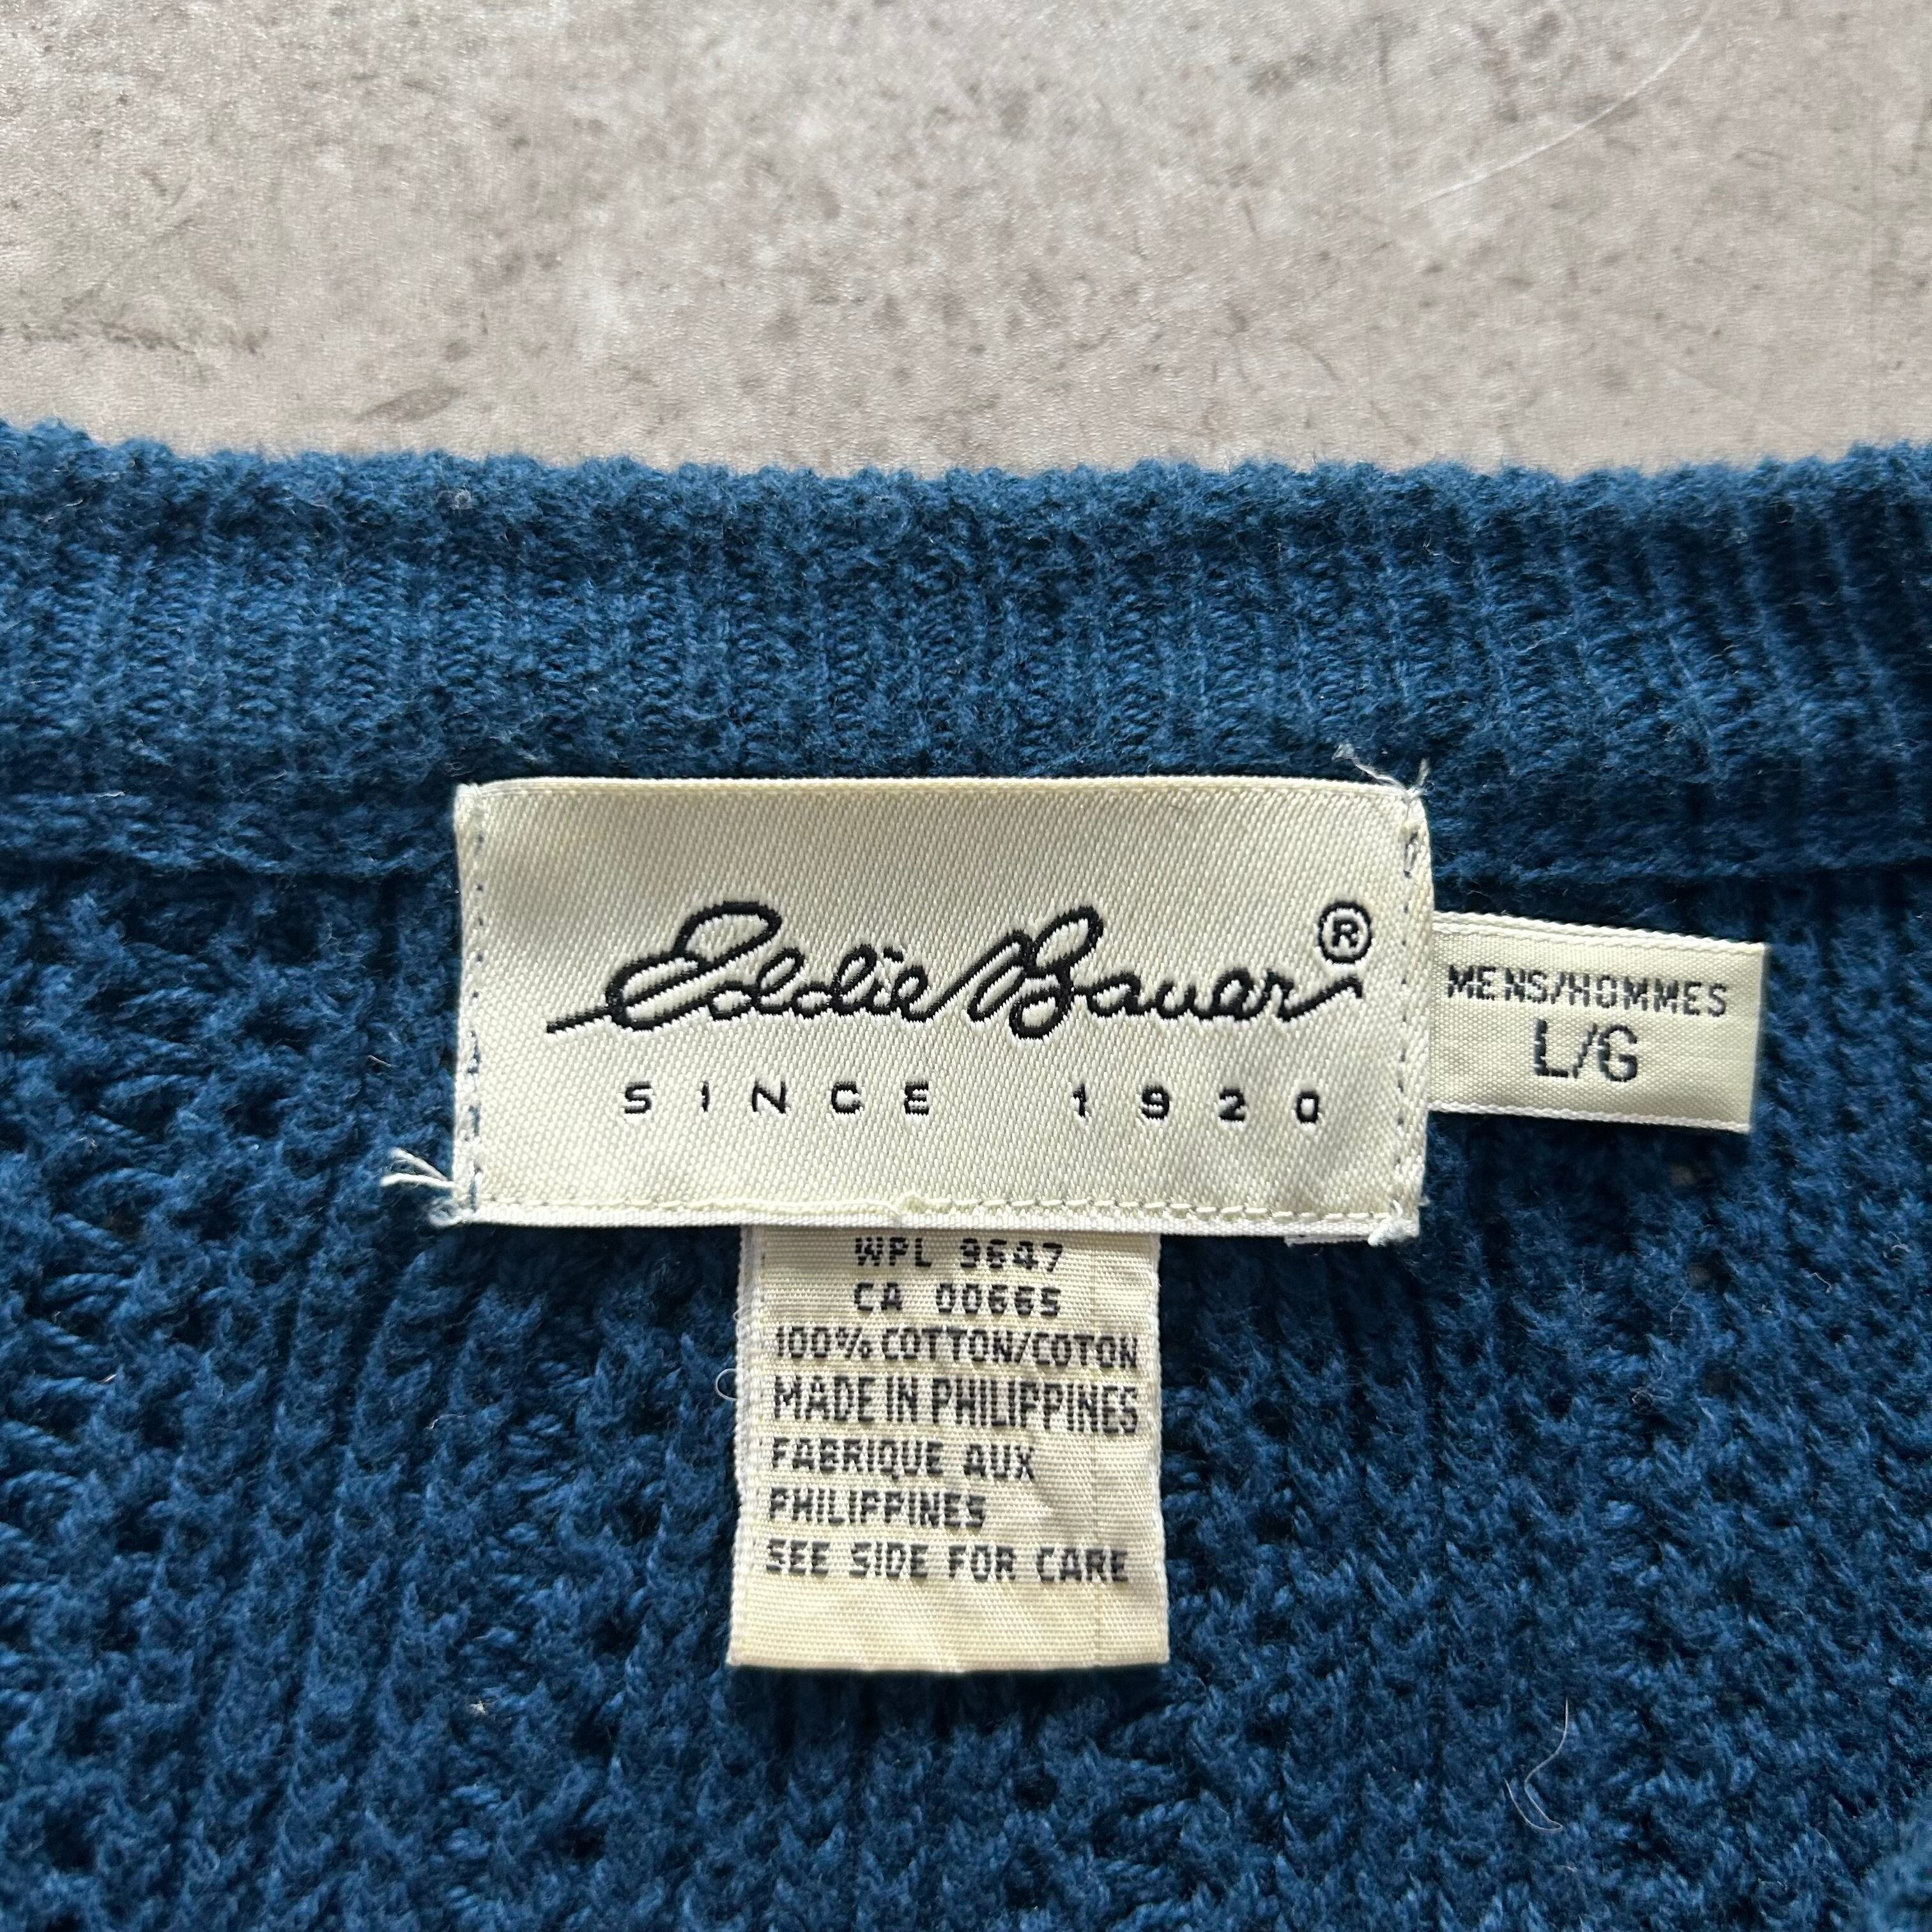 Eddie Bauer®
SINCE 1920
MENS/HOMMES
L/G
WPL 9647
CA 00665
100% COTTON/COTON
MADE IN PHILIPPINES
FABRIQUE AUX
PHILIPPINES
SEE SIDE FOR CARE